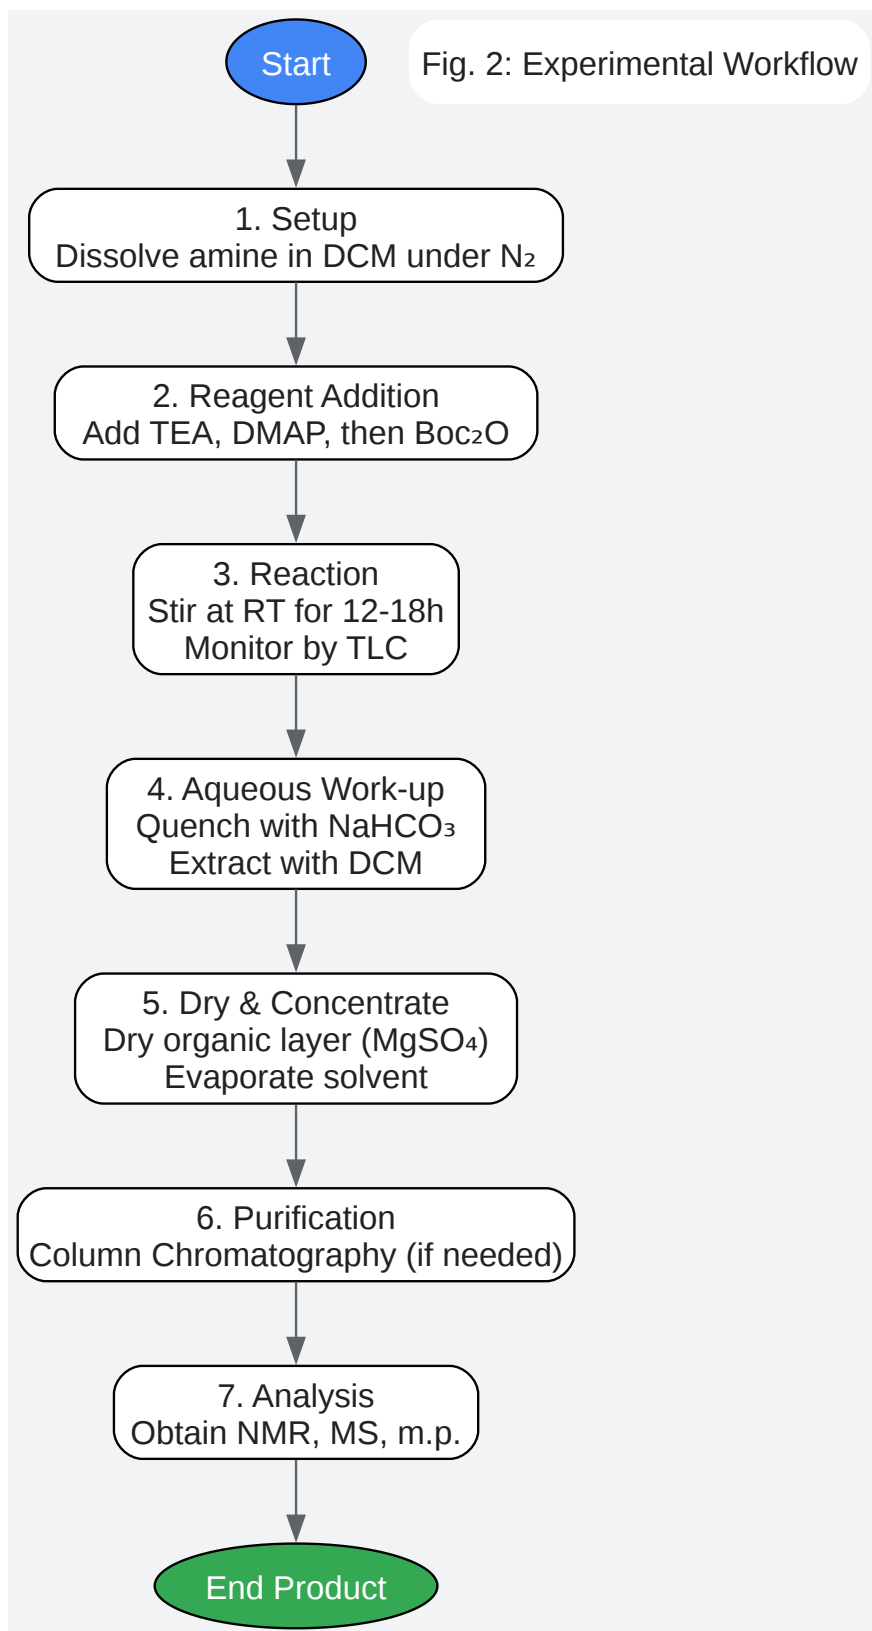 Start
Fig. 2: Experimental Workflow
1. Setup
Dissolve amine in DCM under N₂
2. Reagent Addition
Add TEA, DMAP, then Boc₂O
3. Reaction
Stir at RT for 12-18h
Monitor by TLC
4. Aqueous Work-up
Quench with NaHCO₃
Extract with DCM
5. Dry & Concentrate
Dry organic layer (MgSO₄)
Evaporate solvent
6. Purification
Column Chromatography (if needed)
7. Analysis
Obtain NMR, MS, m.p.
End Product